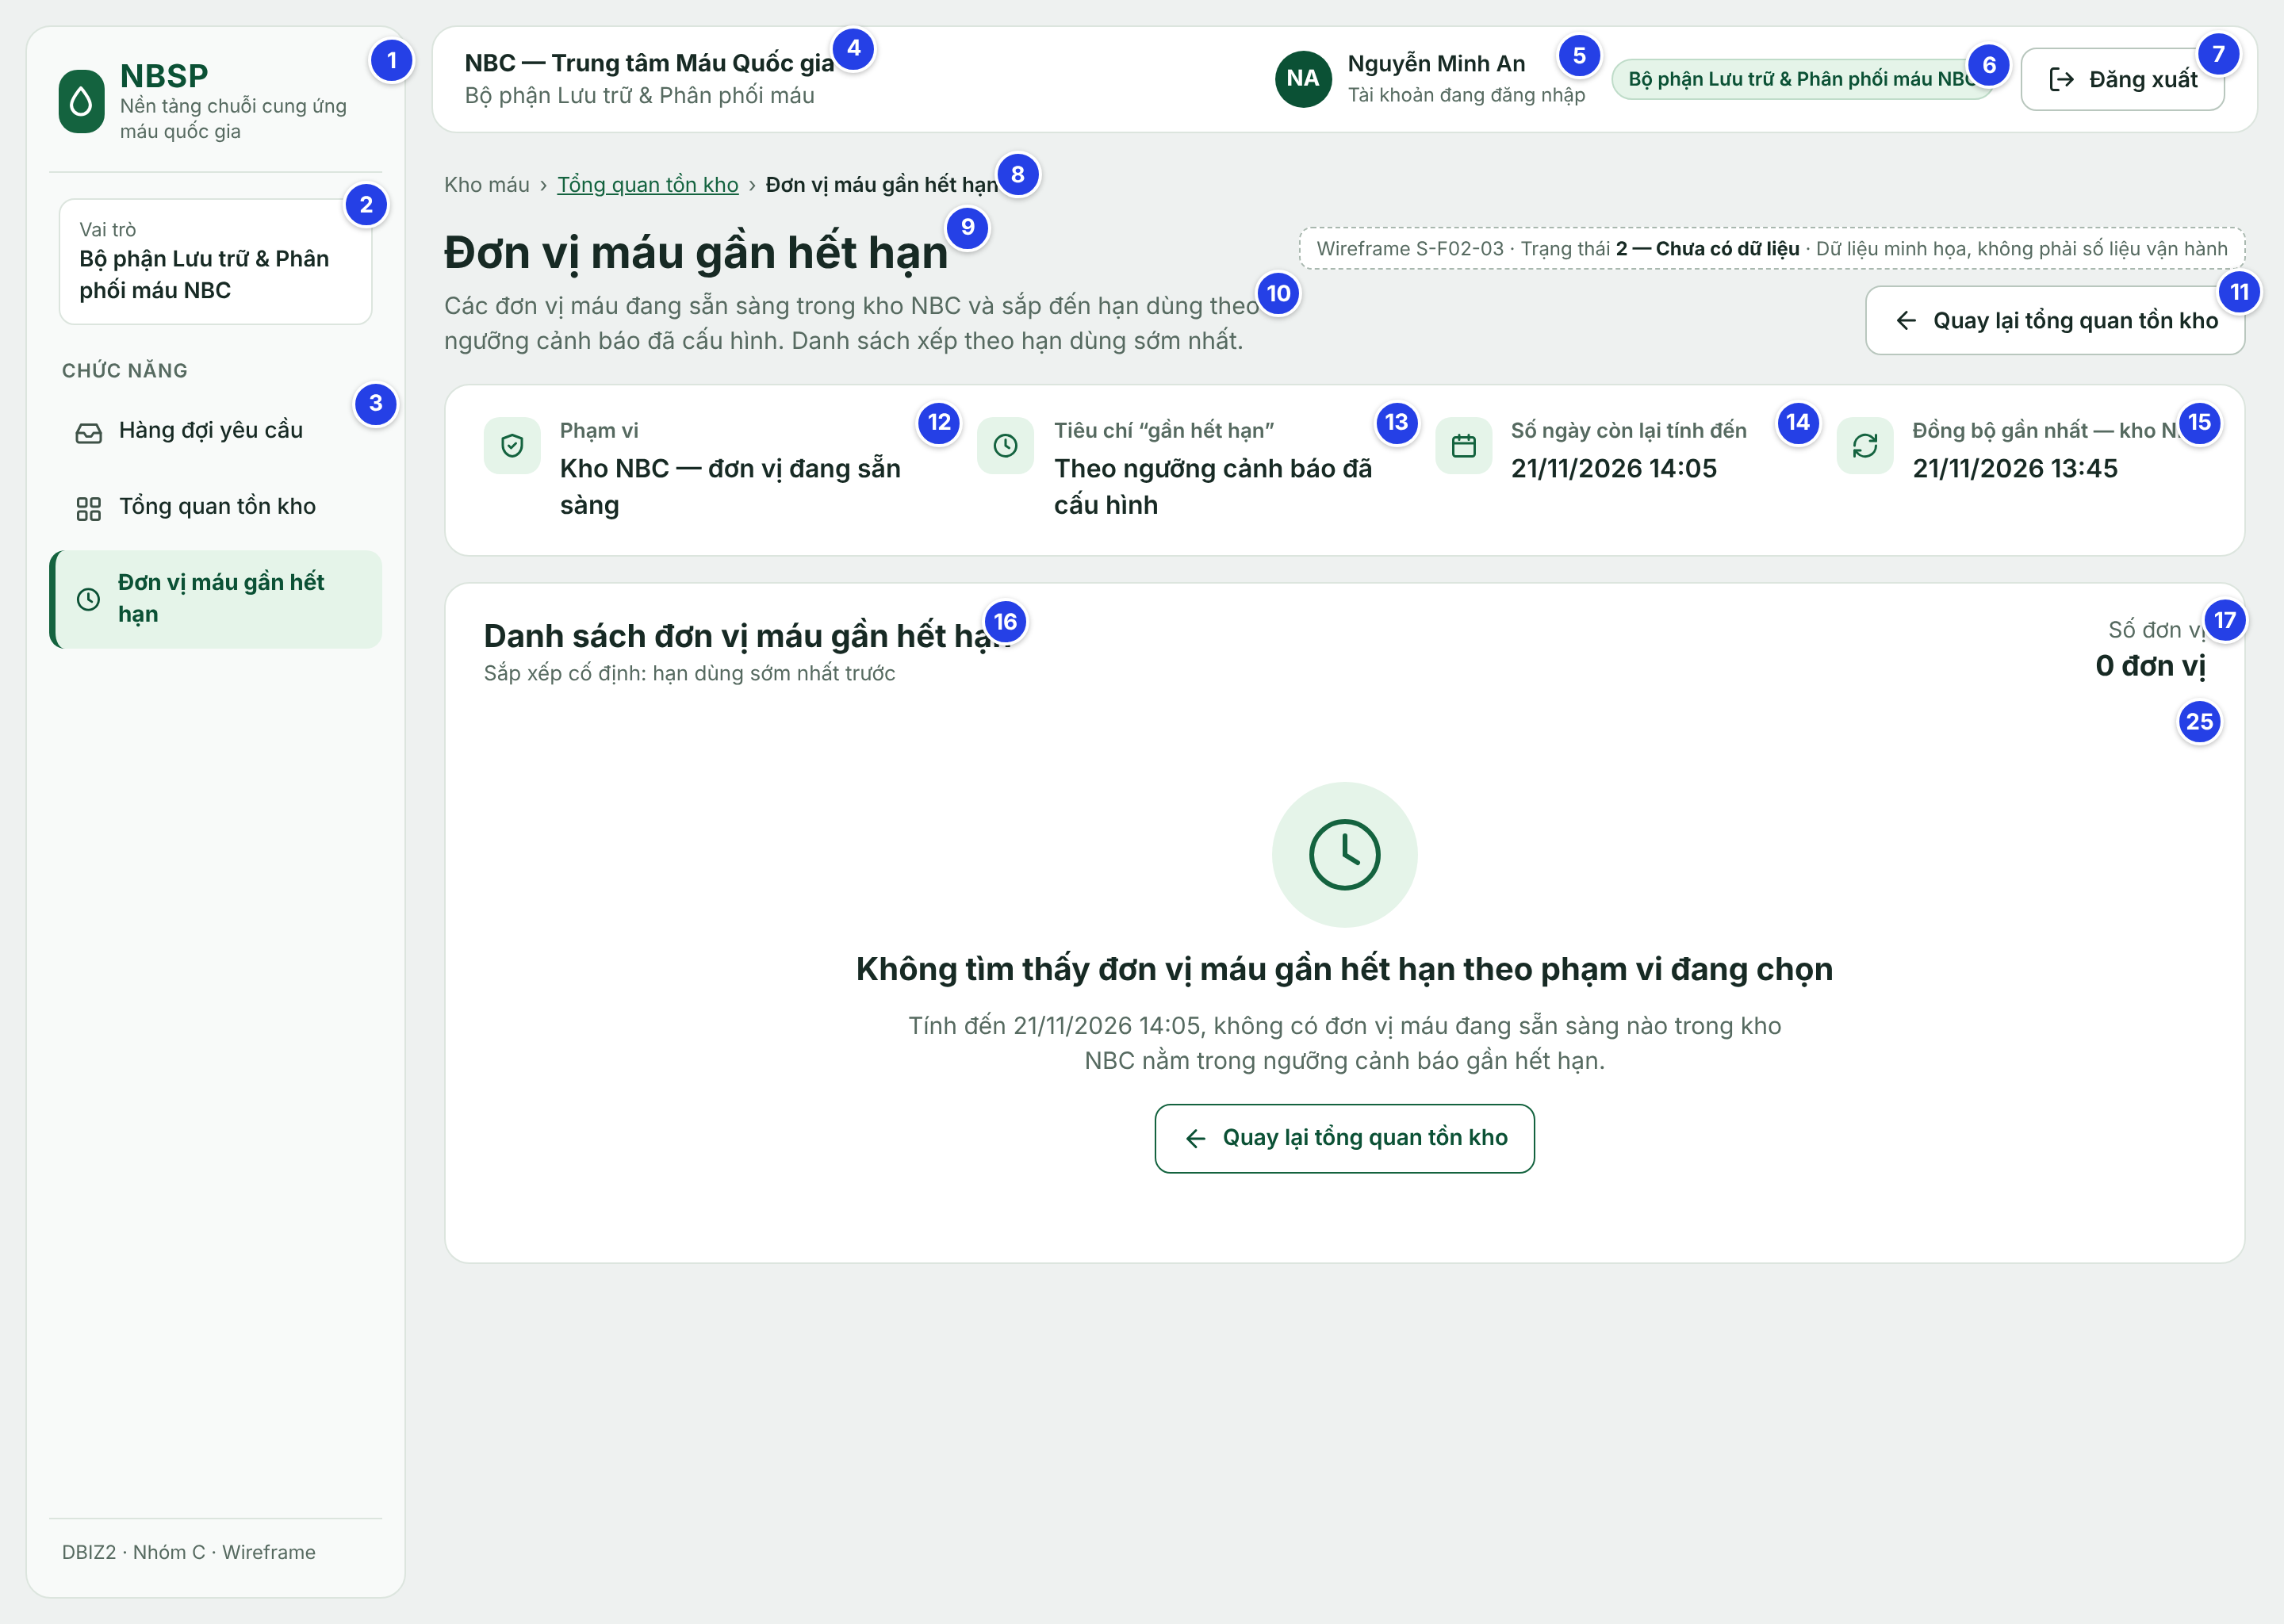 NBSP
Nền tảng chuỗi cung ứng
máu quốc gia
1
Vai trò
Bộ phận Lưu trữ & Phân
phối máu NBC
2
CHỨC NĂNG
3
Hàng đợi yêu cầu
Tổng quan tồn kho
Đơn vị máu gần hết
hạn
DBIZ2 · Nhóm C · Wireframe
NBC — Trung tâm Máu Quốc gia
4
Bộ phận Lưu trữ & Phân phối máu
NA
Nguyễn Minh An
5
Tài khoản đang đăng nhập
Bộ phận Lưu trữ & Phân phối máu NBC
6
Đăng xuất
7
Kho máu › Tổng quan tồn kho › Đơn vị máu gần hết hạn
8
Đơn vị máu gần hết hạn
9
Wireframe S-F02-03 · Trạng thái 2 — Chưa có dữ liệu · Dữ liệu minh họa, không phải số liệu vận hành
Các đơn vị máu đang sẵn sàng trong kho NBC và sắp đến hạn dùng theo
ngưỡng cảnh báo đã cấu hình. Danh sách xếp theo hạn dùng sớm nhất.
10
Quay lại tổng quan tồn kho
11
Phạm vi
12
Kho NBC — đơn vị đang sẵn
sàng
Tiêu chí “gần hết hạn”
13
Theo ngưỡng cảnh báo đã
cấu hình
Số ngày còn lại tính đến
14
21/11/2026 14:05
Đồng bộ gần nhất — kho
15
21/11/2026 13:45
Danh sách đơn vị máu gần hết hạn
16
Sắp xếp cố định: hạn dùng sớm nhất trước
Số đơn vị
17
0 đơn vị
25
Không tìm thấy đơn vị máu gần hết hạn theo phạm vi đang chọn
Tính đến 21/11/2026 14:05, không có đơn vị máu đang sẵn sàng nào trong kho
NBC nằm trong ngưỡng cảnh báo gần hết hạn.
Quay lại tổng quan tồn kho